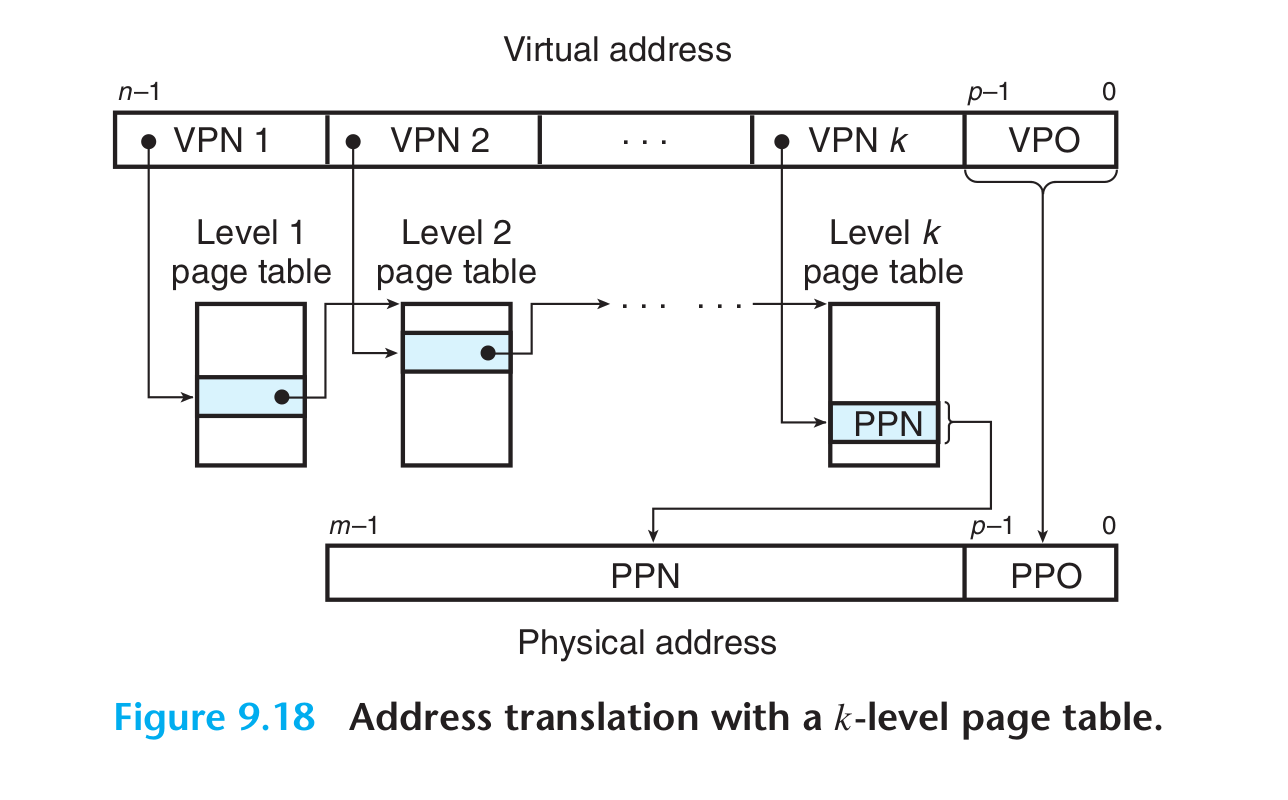 Virtual address
n–1 p–1 0
VPN 1 VPN 2 . . . VPN k VPO
Level 1 Level 2 Level k
page table page table page table
. . . . . .
PPN
m–1 p–1 0
PPN PPO
Physical address
Figure 9.18 Address translation with a k-level page table.